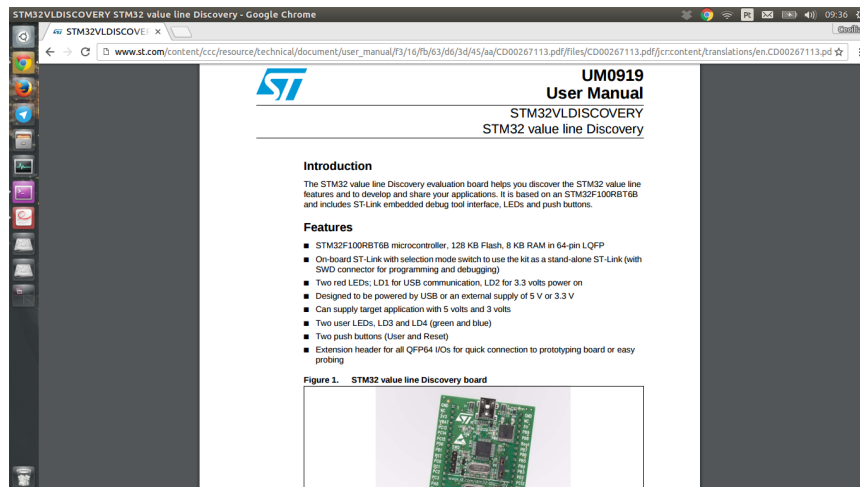 STM32VLDISCOVERY STM32 value line Discovery - Google Chrome
Pt
09:36
STM32VLDISCOVE
www.st.com/content/ccc/resource/technical/document/user_manual/f3/16/fb/63/d6/3d/45/aa/CD00267113.pdf/files/CD00267113.pdf/jcr:content/translations/en.CD00267113.pd
ST
UM0919
User Manual
STM32VLDISCOVERY
STM32 value line Discovery
Introduction
The STM32 value line Discovery evaluation board helps you discover the STM32 value line
features and to develop and share your applications. It is based on an STM32F100RBT6B
and includes ST-Link embedded debug tool interface, LEDs and push buttons.
Features
■ STM32F100RBT6B microcontroller, 128 KB Flash, 8 KB RAM in 64-pin LQFP
■ On-board ST-Link with selection mode switch to use the kit as a stand-alone ST-Link (with
SWD connector for programming and debugging)
■ Two red LEDs; LD1 for USB communication, LD2 for 3.3 volts power on
■ Designed to be powered by USB or an external supply of 5 V or 3.3 V
■ Can supply target application with 5 volts and 3 volts
■ Two user LEDs, LD3 and LD4 (green and blue)
■ Two push buttons (User and Reset)
■ Extension header for all QFP64 I/Os for quick connection to prototyping board or easy
probing
Figure 1. STM32 value line Discovery board